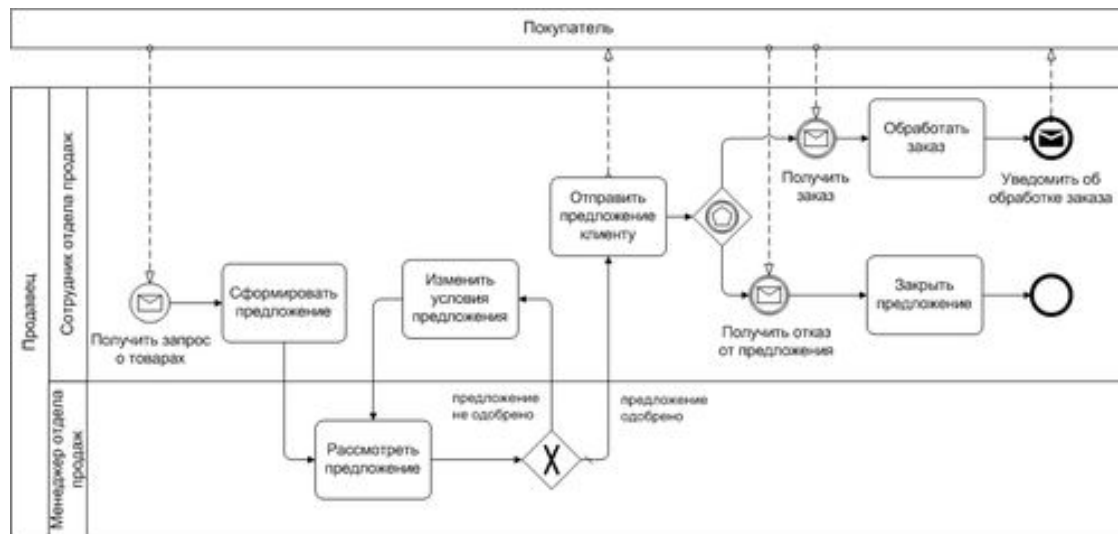 Покупатель
Продавец
Сотрудник отдела продаж
Менеджер отдела
продаж
Получить запрос
о товарах
Сформировать
предложение
Изменить
условия
предложения
Рассмотреть
предложение
предложение
не одобрено
предложение
одобрено
Отправить
предложение
клиенту
Получить
заказ
Обработать
заказ
Уведомить об
обработке заказа
Получить отказ
от предложения
Закрыть
предложение